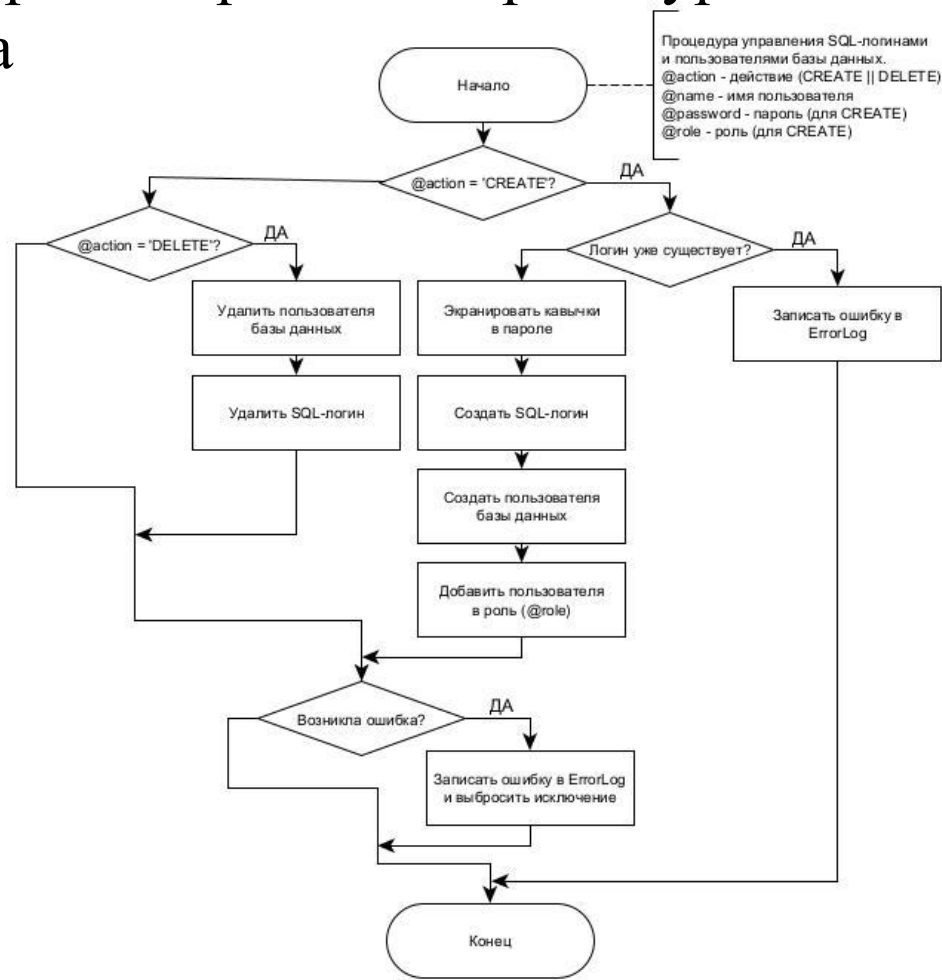 а
Процедура управления SQL-логинами
и пользователями базы данных.
@action - действие (CREATE || DELETE)
@name - имя пользователя
@password - пароль (для CREATE)
@role - роль (для CREATE)
Начало
@action = 'CREATE'?
ДА
@action = 'DELETE'?
ДА
Логин уже существует?
ДА
Удалить пользователя
базы данных
Экранировать кавычки
в пароле
Записать ошибку в
ErrorLog
Удалить SQL-логин
Создать SQL-логин
Создать пользователя
базы данных
Добавить пользователя
в роль (@role)
Возникла ошибка?
ДА
Записать ошибку в ErrorLog
и выбросить исключение
Конец